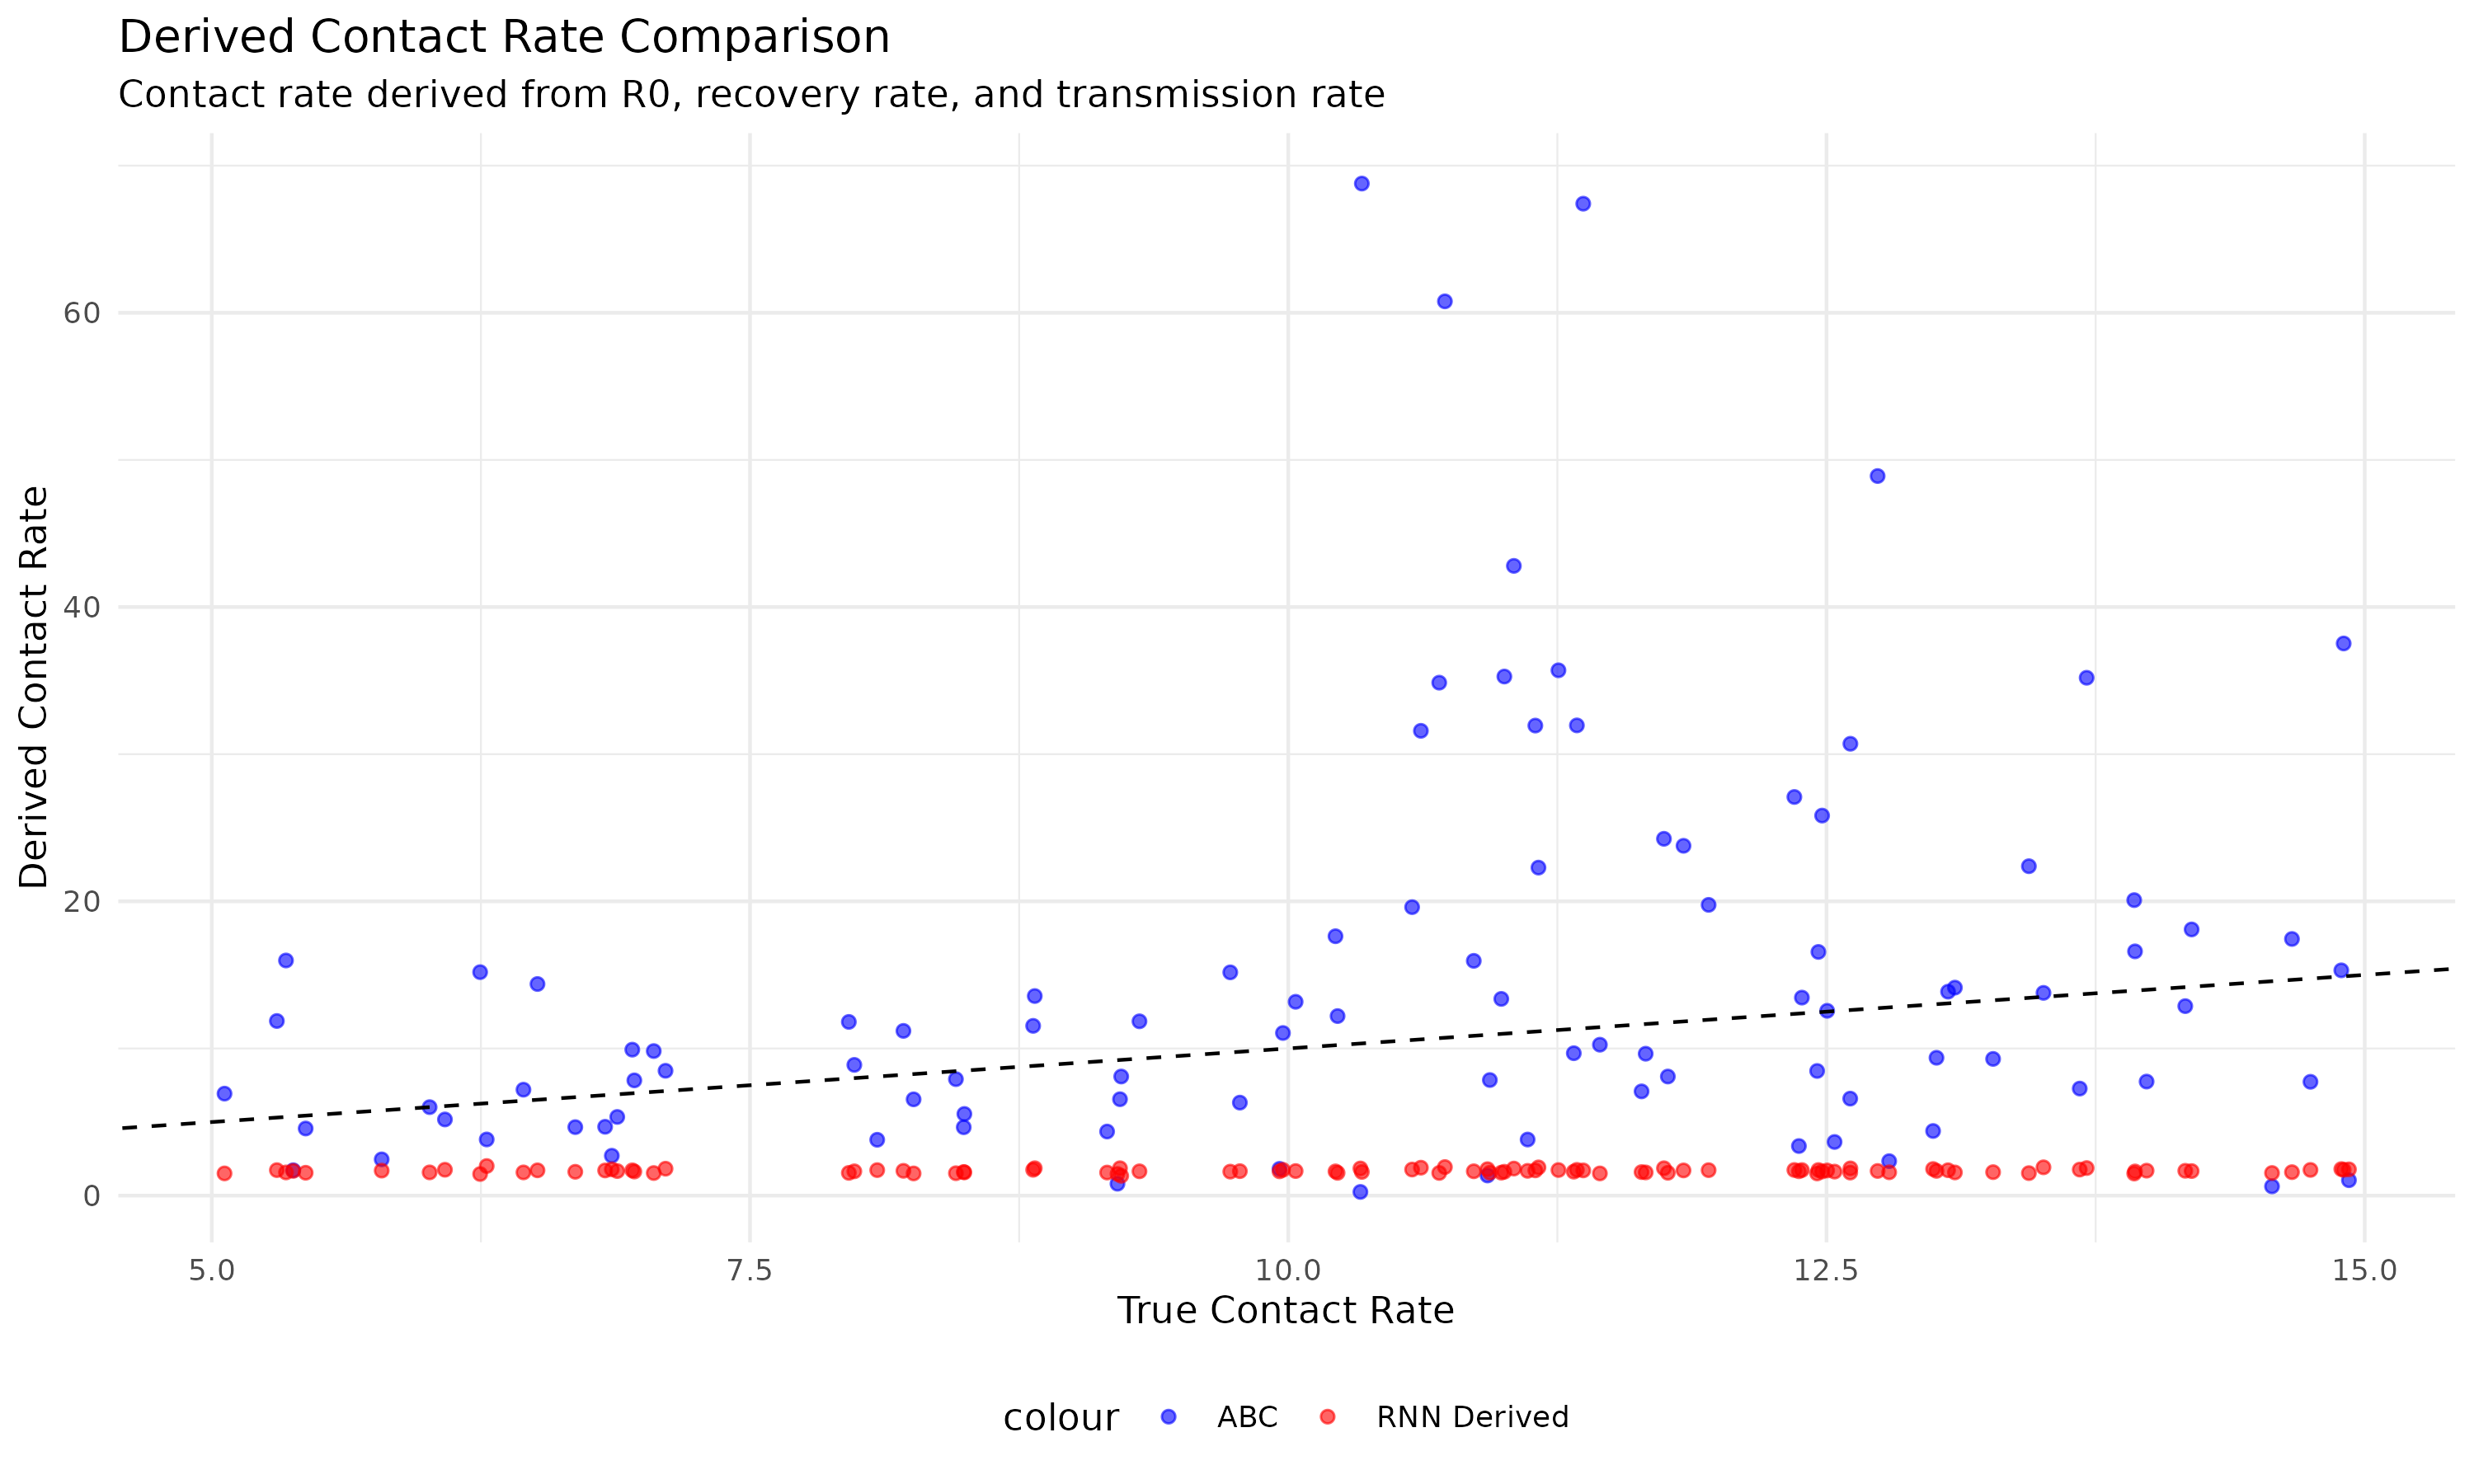 Derived Contact Rate Comparison
Contact rate derived from R0, recovery rate, and transmission rate
Derived Contact Rate
60
40
20
0
5.0 7.5 10.0 12.5 15.0
True Contact Rate
colour ABC RNN Derived